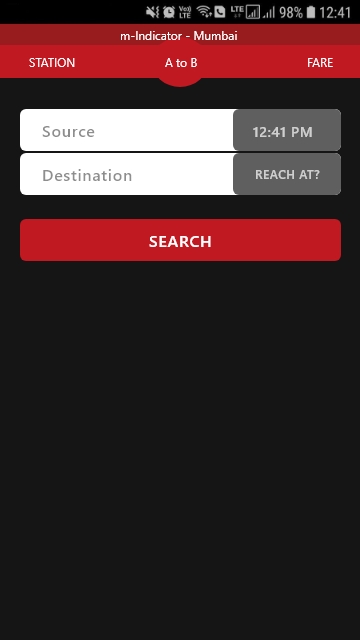 Vo) LTE LTE 98% 12:41
m-Indicator - Mumbai
STATION A to B FARE
Source 12:41 PM
Destination REACH AT?
SEARCH